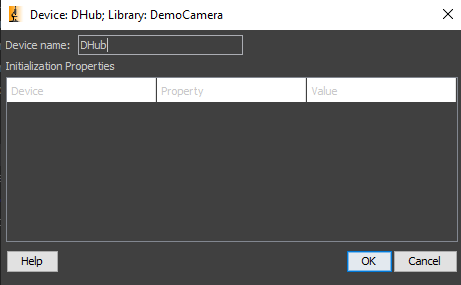 Device: DHub; Library: DemoCamera
Device name: DHub
Initialization Properties
Device Property Value
Help OK Cancel